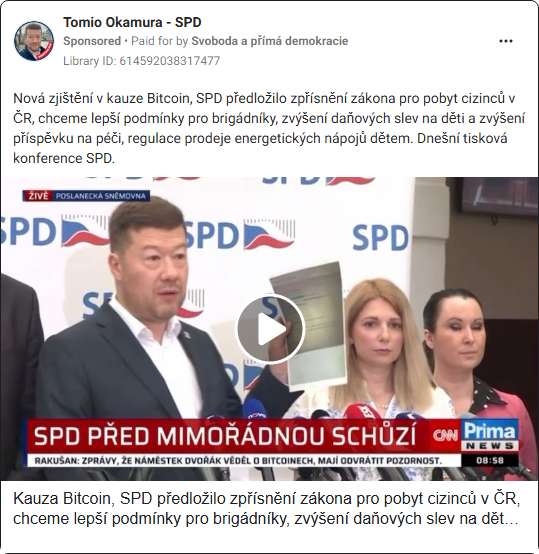 Tomio Okamura - SPD
Sponsored • Paid for by Svoboda a přímá demokracie
Library ID: 614592038317477
Nová zjištění v kauze Bitcoin, SPD předložilo zpřísnění zákona pro pobyt cizinců v
ČR, chceme lepší podmínky pro brigádníky, zvýšení daňových slev na děti a zvýšení
příspěvku na péči, regulace prodeje energetických nápojů dětem. Dnešní tisková
konference SPD.
ŽIVĚ POSLANECKÁ SNĚMOVNA
SPD
SPD
SPD
SPD
SPD PŘED MIMOŘÁDNOU SCHŮZÍ
CNN Prima
NEWS
RAKUŠAN: ZPRÁVY, ŽE NÁMĚSTEK DVOŘÁK VĚDĚL O BITCOINECH, MAJÍ ODVRÁTIT POZORNOST.
08:58
Kauza Bitcoin, SPD předložilo zpřísnění zákona pro pobyt cizinců v ČR,
chceme lepší podmínky pro brigádníky, zvýšení daňových slev na dět…